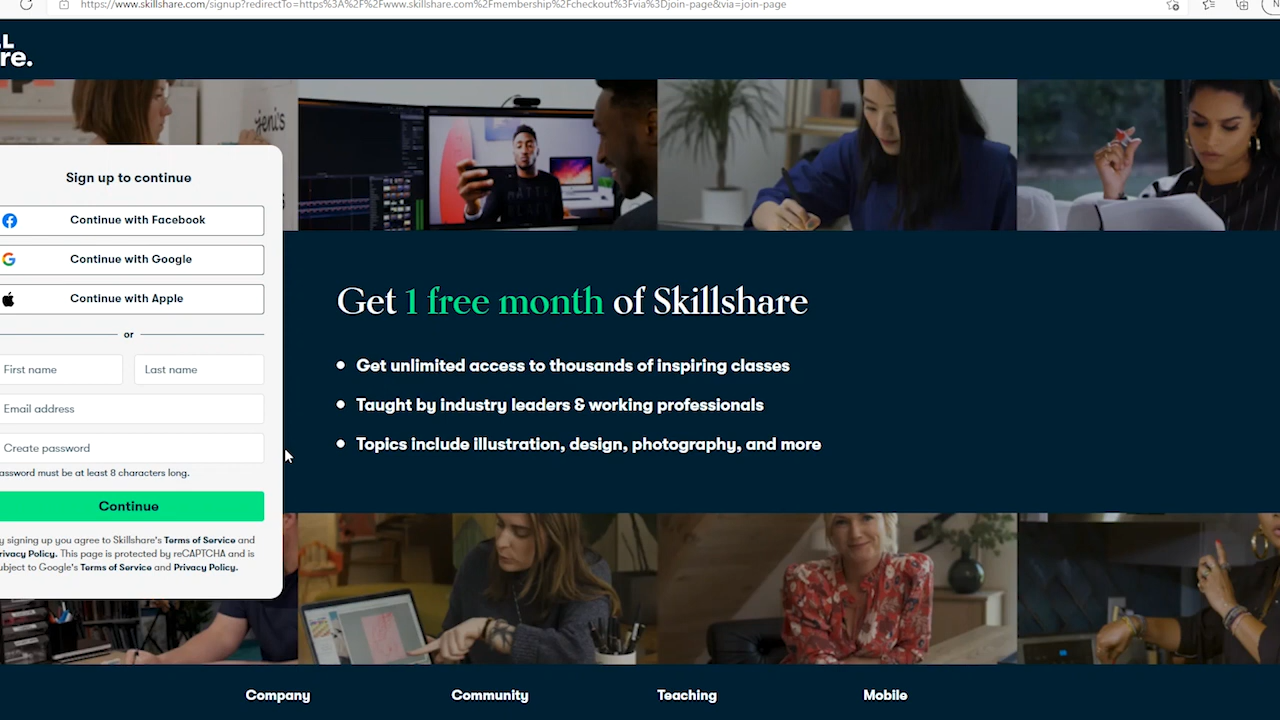 https://www.skillshare.com/signup?redirectTo=https%3A%2F%2Fwww.skillshare.com%2Fmembership%2Fcheckout%3Fvia%3Djoin-page&via=join-page
LL
re.
jeni's
Sign up to continue
Continue with Facebook
Continue with Google
Continue with Apple
or
First name
Last name
Email address
Create password
assword must be at least 8 characters long.
Continue
y signing up you agree to Skillshare's Terms of Service and
rivacy Policy. This page is protected by reCAPTCHA and is
ubject to Google's Terms of Service and Privacy Policy.
Get 1 free month of Skillshare
Get unlimited access to thousands of inspiring classes
Taught by industry leaders & working professionals
Topics include illustration, design, photography, and more
Company
Community
Teaching
Mobile